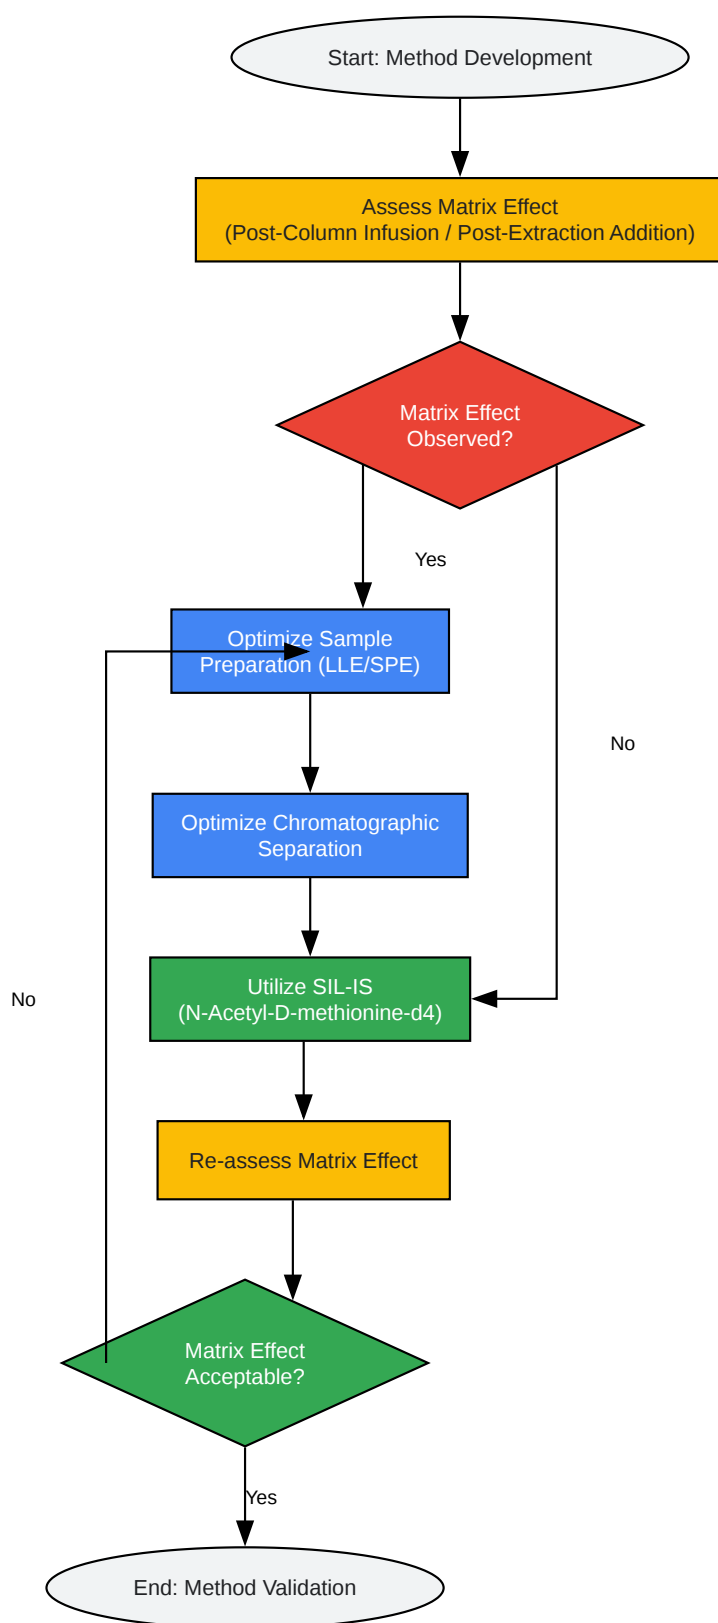 Start: Method Development
Assess Matrix Effect
(Post-Column Infusion / Post-Extraction Addition)
Matrix Effect
Observed?
Yes
Optimize Sample
Preparation (LLE/SPE)
No
Optimize Chromatographic
Separation
Utilize SIL-IS
(N-Acetyl-D-methionine-d4)
No
Re-assess Matrix Effect
Matrix Effect
Acceptable?
Yes
End: Method Validation